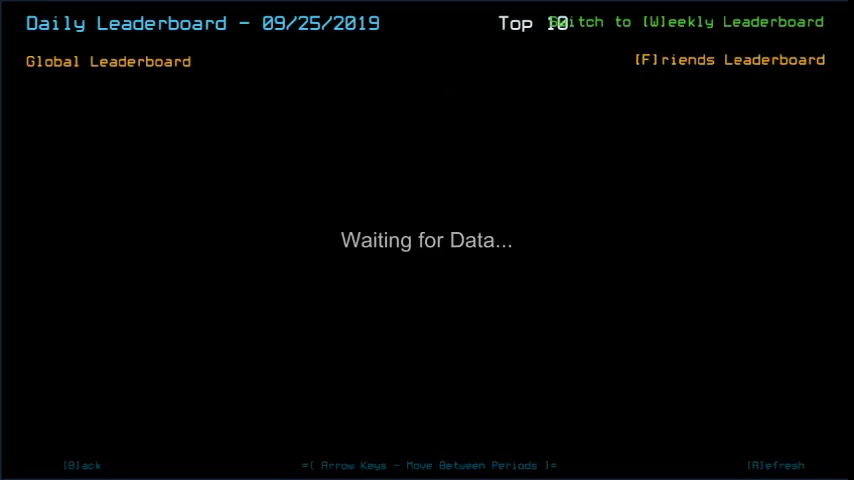 Daily Leaderboard - 09/25/2019 Top 10 Switch to [W]eekly Leaderboard
Global Leaderboard [F]riends Leaderboard
Waiting for Data...
[B]ack =[ Arrow Keys - Move Between Periods ]= [R]efresh